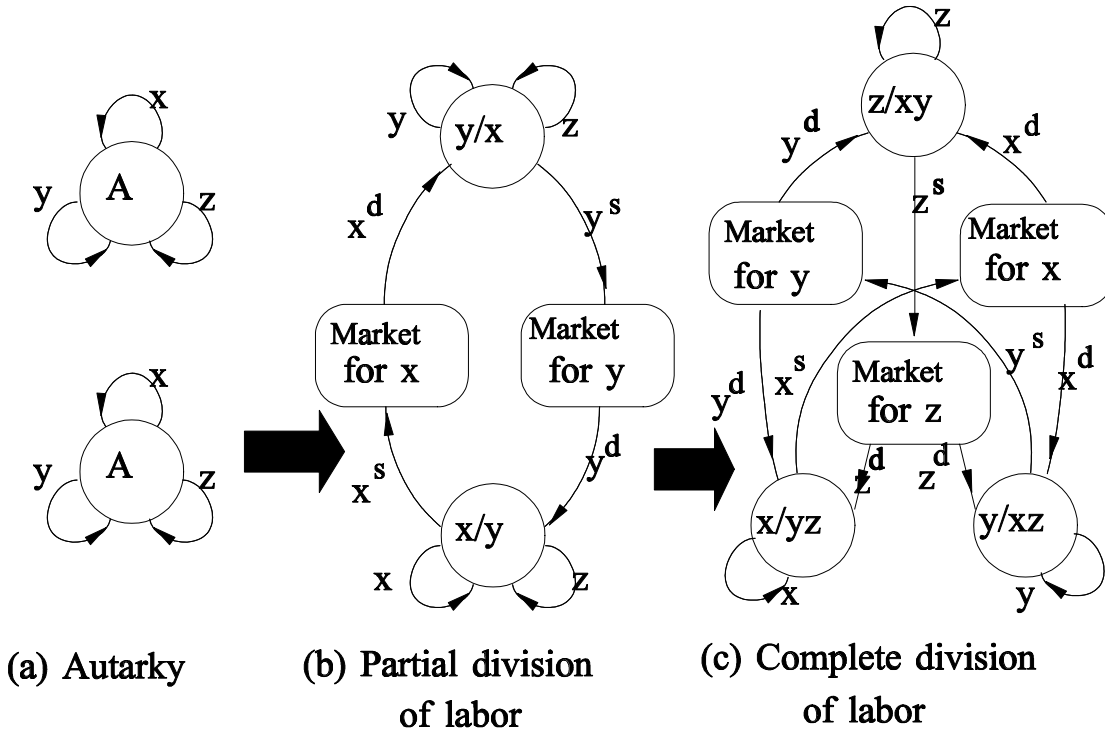 x
A
y
z
x
A
y
z
(a) Autarky
y
y/x
z
x^d
y^s
Market
for x
Market
for y
x^s
y^d
x/y
x
z
(b) Partial division
of labor
z
z/xy
y^d
x^d
z^s
Market
for y
Market
for x
x^s
y^s
y^d
x^d
Market
for z
z^d
z^d
x/yz
y/xz
x
y
(c) Complete division
of labor